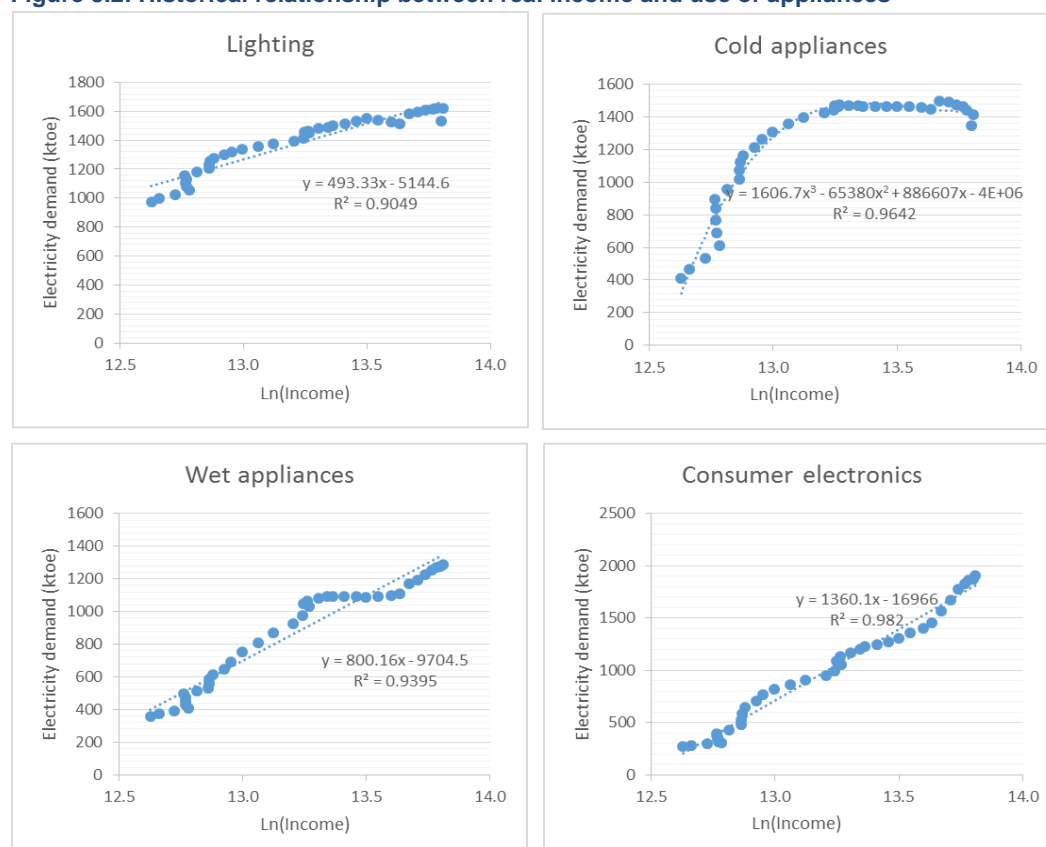 Historical relationship between real income and use of appliances
Lighting
Electricity demand (ktoe)
1800
1600
1400
1200
1000
800
600
400
200
0
y = 493.33x - 5144.6
R² = 0.9049
12.5 13.0 13.5 14.0
Ln(Income)
Cold appliances
Electricity demand (ktoe)
1600
1400
1200
1000
800
600
400
200
0
y = 1606.7x³ - 65380x² + 886607x - 4E+06
R² = 0.9642
12.5 13.0 13.5 14.0
Ln(Income)
Wet appliances
Electricity demand (ktoe)
1600
1400
1200
1000
800
600
400
200
0
y = 800.16x - 9704.5
R² = 0.9395
12.5 13.0 13.5 14.0
Ln(Income)
Consumer electronics
Electricity demand (ktoe)
2500
2000
1500
1000
500
0
y = 1360.1x - 16966
R² = 0.982
12.5 13.0 13.5 14.0
Ln(Income)